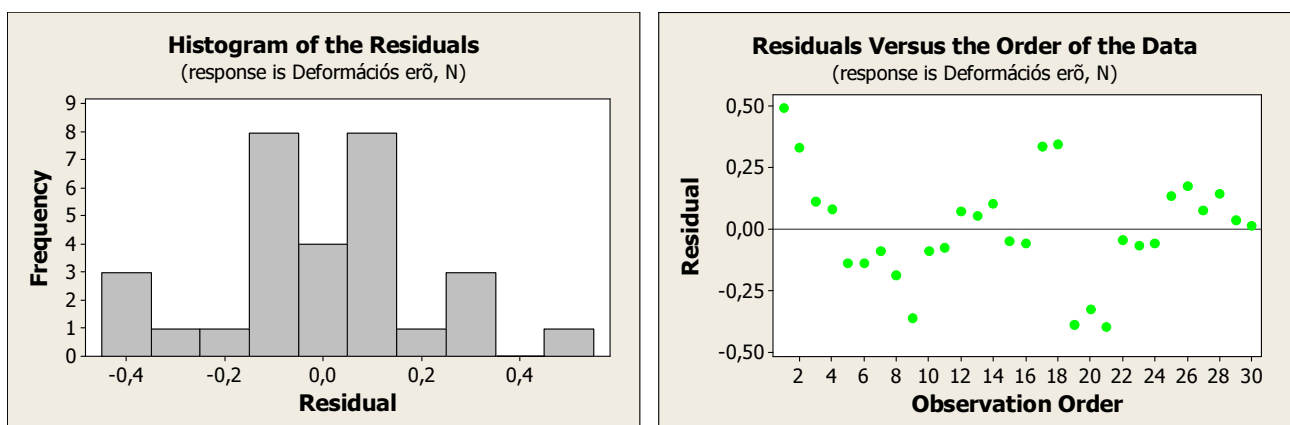 Histogram of the Residuals
(response is Deformációs erõ, N)
Frequency
9
8
7
6
5
4
3
2
1
0
-0,4 -0,2 0,0 0,2 0,4
Residual
Residuals Versus the Order of the Data
(response is Deformációs erõ, N)
Residual
0,50
0,25
0,00
-0,25
-0,50
2 4 6 8 10 12 14 16 18 20 22 24 26 28 30
Observation Order